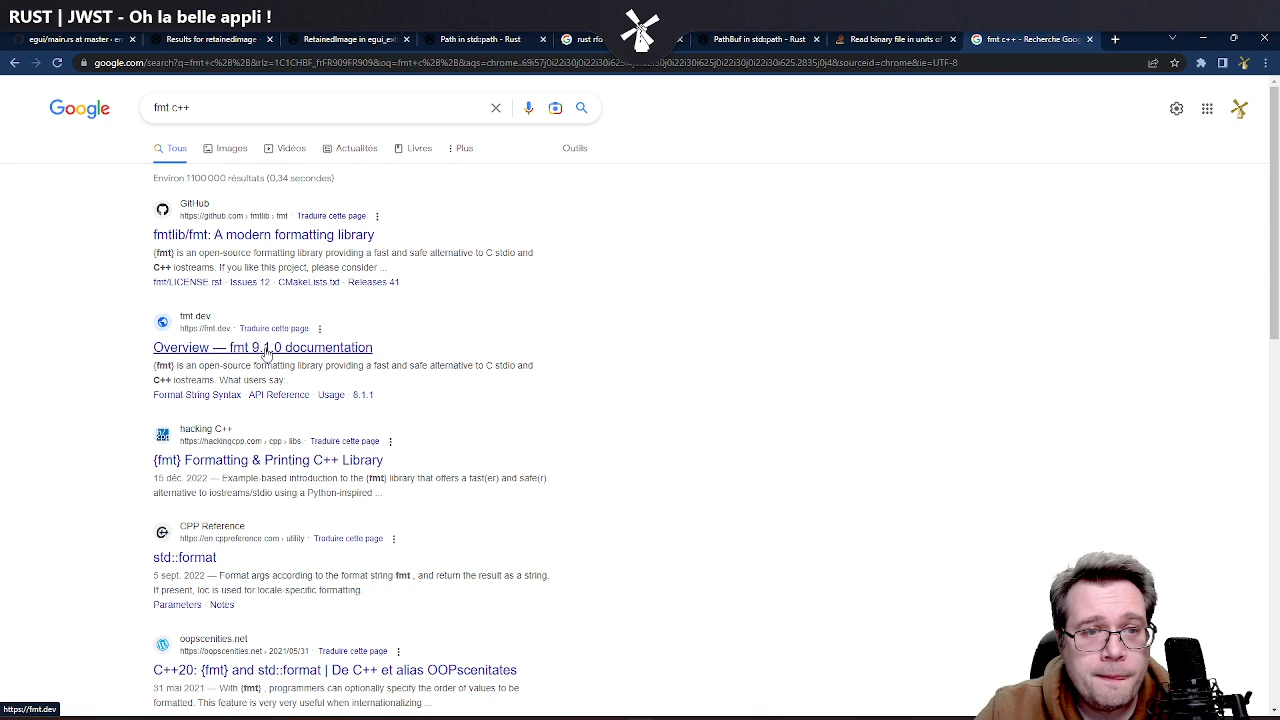 RUST | JWST - Oh la belle appli !
egui/main.rs at master · em
Results for retainedimage
RetainedImage in egui_ext
Path in std::path - Rust
PathBuf in std::path - Rust
Read binary file in units of
fmt c++ - Recherche Goog
Google
fmt c++
Tous
Images
Vidéos
Actualités
Livres
Plus
Outils
Environ 1 100 000 résultats (0,34 secondes)
GitHub
https://github.com › fmtlib › fmt · Traduire cette page
fmtlib/fmt: A modern formatting library
{fmt} is an open-source formatting library providing a fast and safe alternative to C stdio and
C++ iostreams. If you like this project, please consider ...
fmt/LICENSE.rst · Issues 12 · CMakeLists.txt · Releases 41
fmt.dev
https://fmt.dev · Traduire cette page
Overview — fmt 9.1.0 documentation
{fmt} is an open-source formatting library providing a fast and safe alternative to C stdio and
C++ iostreams. What users say:
Format String Syntax · API Reference · Usage · 8.1.1
hacking C++
https://hackingcpp.com › cpp › libs · Traduire cette page
{fmt} Formatting & Printing C++ Library
15 déc. 2022 — Example-based introduction to the {fmt} library that offers a fast(er) and safe(r)
alternative to iostreams/stdio using a Python-inspired ...
CPP Reference
https://en.cppreference.com › utility · Traduire cette page
std::format
5 sept. 2022 — Format args according to the format string fmt , and return the result as a string.
If present, loc is used for locale-specific formatting.
Parameters · Notes
oopscenities.net
https://oopscenities.net › 2021/05/31 · Traduire cette page
C++20: {fmt} and std::format | De C++ et alias OOPscenitates
31 mai 2021 — With {fmt} , programmers can optionally specify the order of values to be
formatted. This feature is very very useful when internationalizing ...
https://fmt.dev